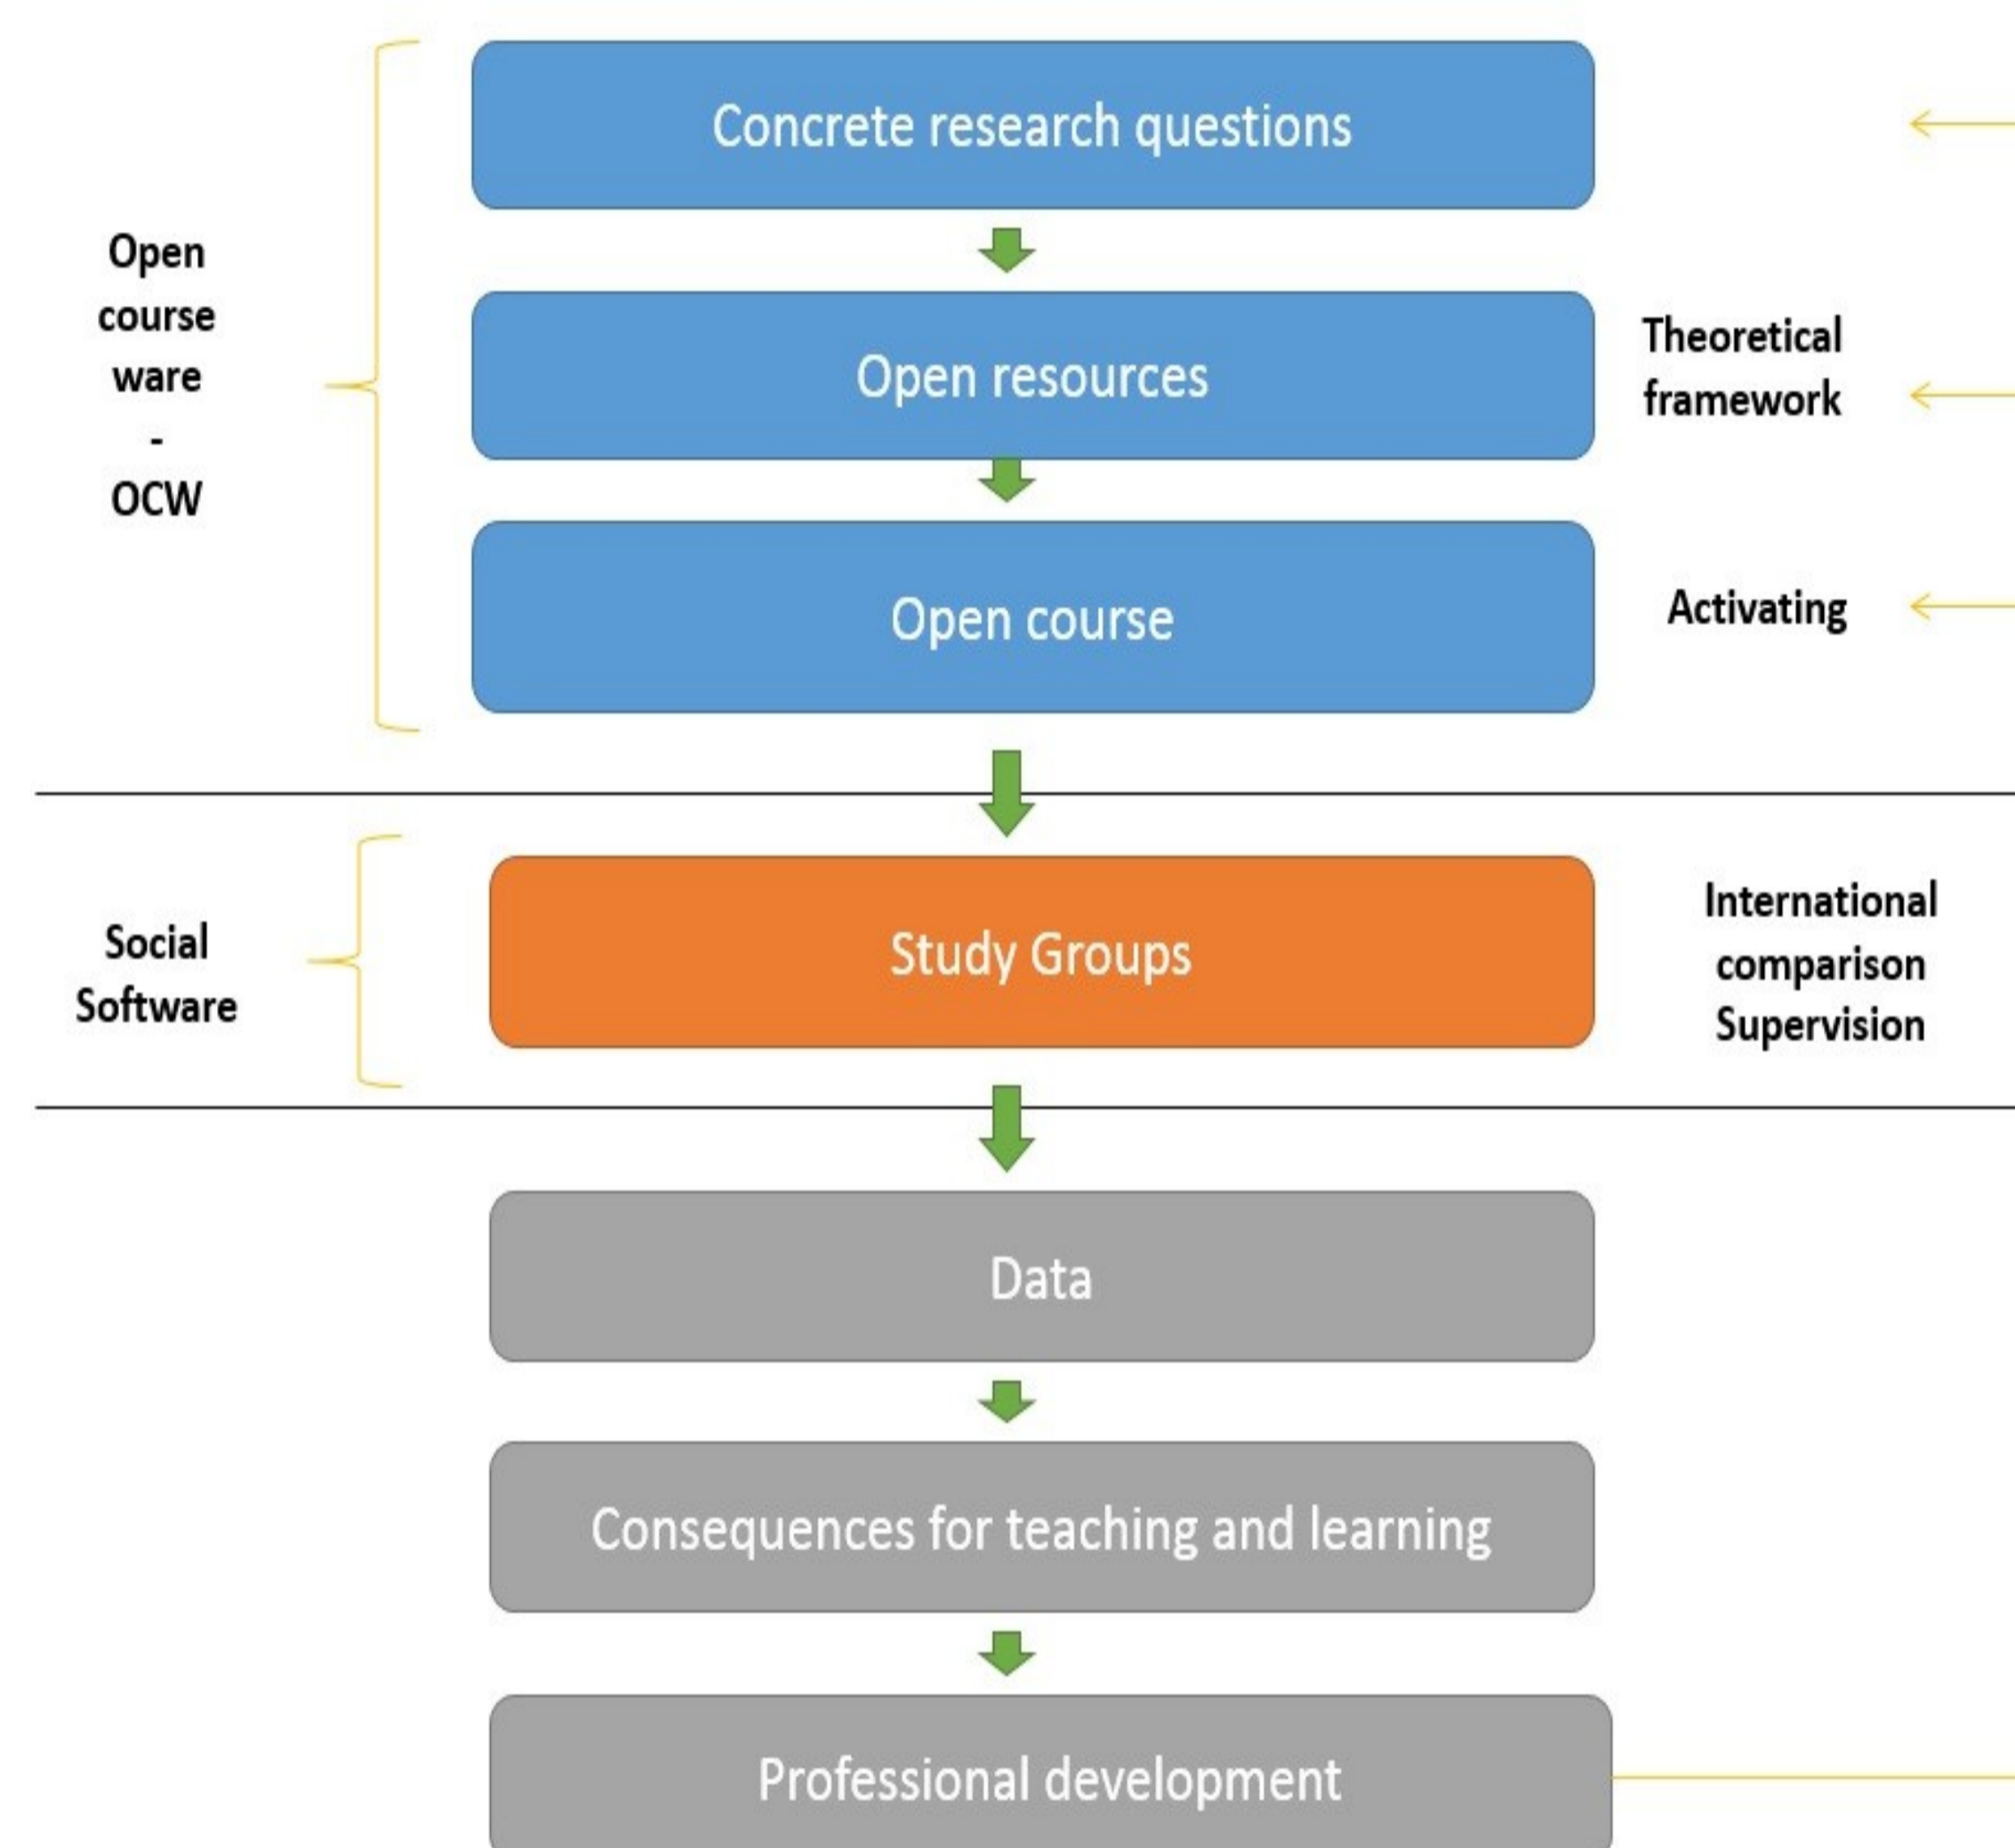 Concrete research questions
Open
course
ware
-
OCW
Open resources
Theoretical
framework
Open course
Activating
Social
Software
Study Groups
International
comparison
Supervision
Data
Consequences for teaching and learning
Professional development